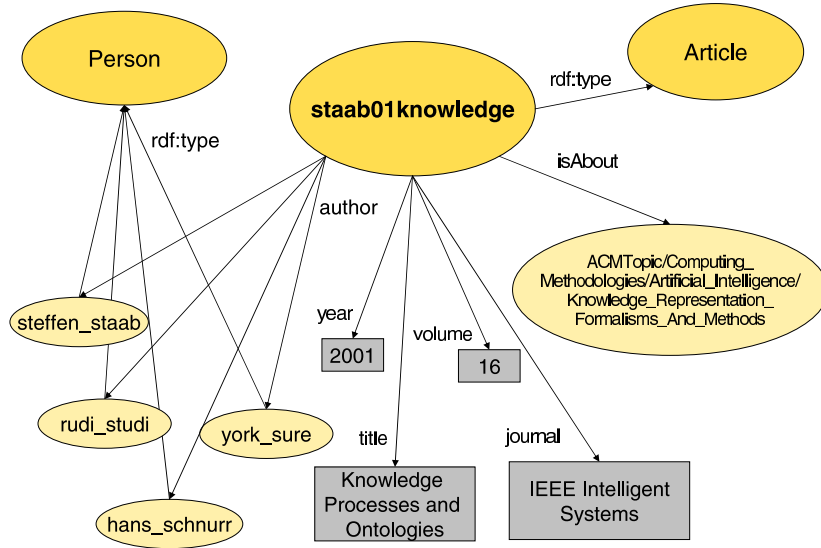 Person
Article
rdf:type
staab01knowledge
rdf:type
isAbout
author
ACMTopic/Computing_
Methodologies/Artificial_Intelligence/
Knowledge_Representation_
Formalisms_And_Methods
steffen_staab
year
volume
2001
16
rudi_studi
york_sure
title
journal
Knowledge
Processes and
Ontologies
IEEE Intelligent
Systems
hans_schnurr